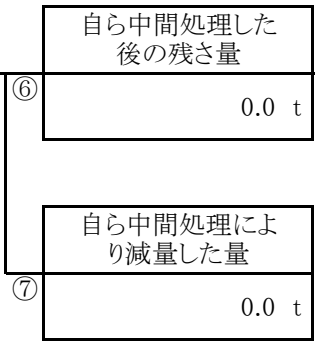 自ら中間処理した
後の残さ量
⑥
0.0 t
自ら中間処理によ
り減量した量
⑦
0.0 t